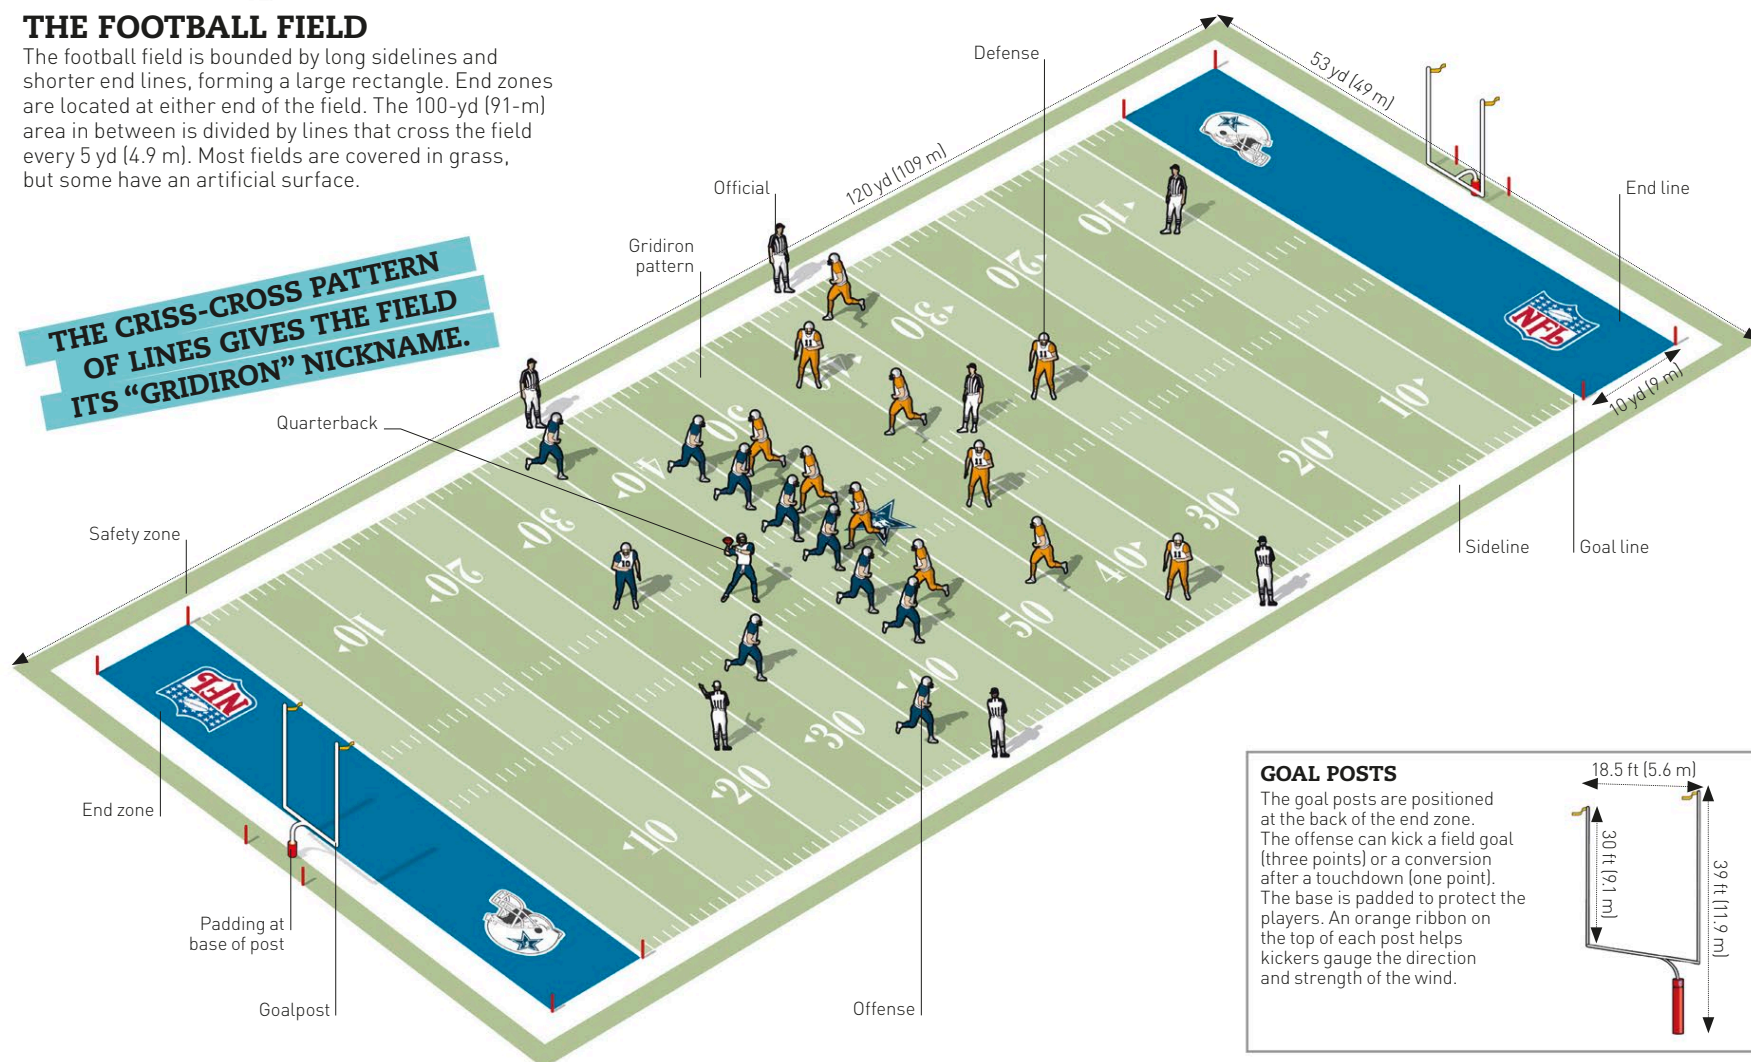 THE FOOTBALL FIELD
The football field is bounded by long sidelines and
shorter end lines, forming a large rectangle. End zones
are located at either end of the field. The 100-yd (91-m)
area in between is divided by lines that cross the field
every 5 yd (4.9 m). Most fields are covered in grass,
but some have an artificial surface.
THE CRISS-CROSS PATTERN
OF LINES GIVES THE FIELD
ITS “GRIDIRON” NICKNAME.
Defense
53 yd (49 m)
120 yd (109 m)
Official
End line
Gridiron
pattern
Quarterback
10 yd (9 m)
Safety zone
Sideline
Goal line
End zone
Padding at
base of post
Goalpost
Offense
NFL
NFL
10
20
30
50
40
30
20
10
10
20
30
40
50
40
30
20
10
11
11
11
11
10
GOAL POSTS
The goal posts are positioned
at the back of the end zone.
The offense can kick a field goal
(three points) or a conversion
after a touchdown (one point).
The base is padded to protect the
players. An orange ribbon on
the top of each post helps
kickers gauge the direction
and strength of the wind.
18.5 ft (5.6 m)
30 ft (9.1 m)
39 ft (11.9 m)